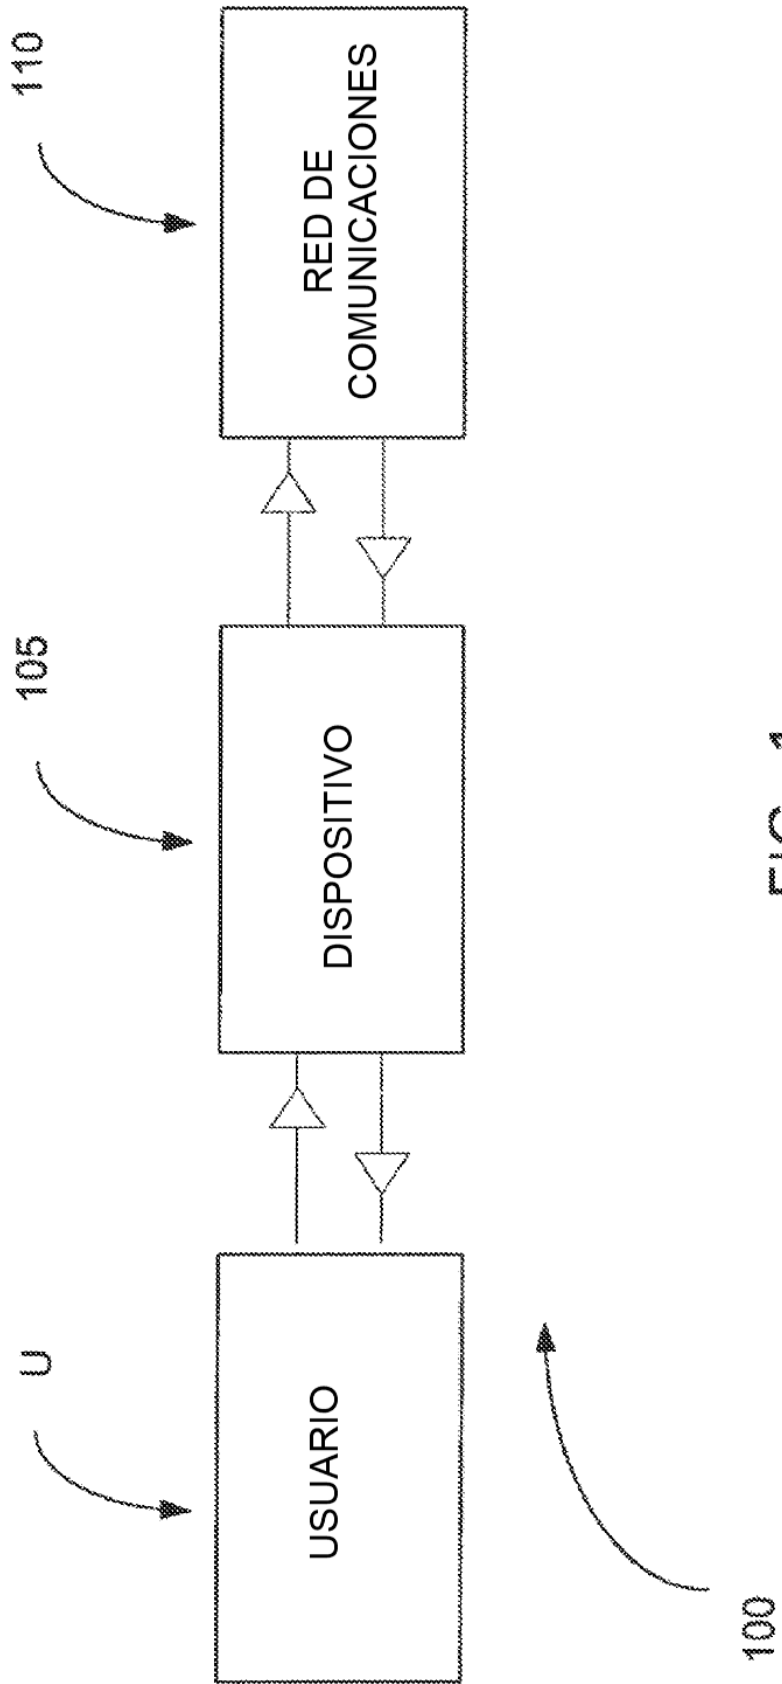 U
105
110
USUARIO
DISPOSITIVO
RED DE
COMUNICACIONES
100
FIG. 1